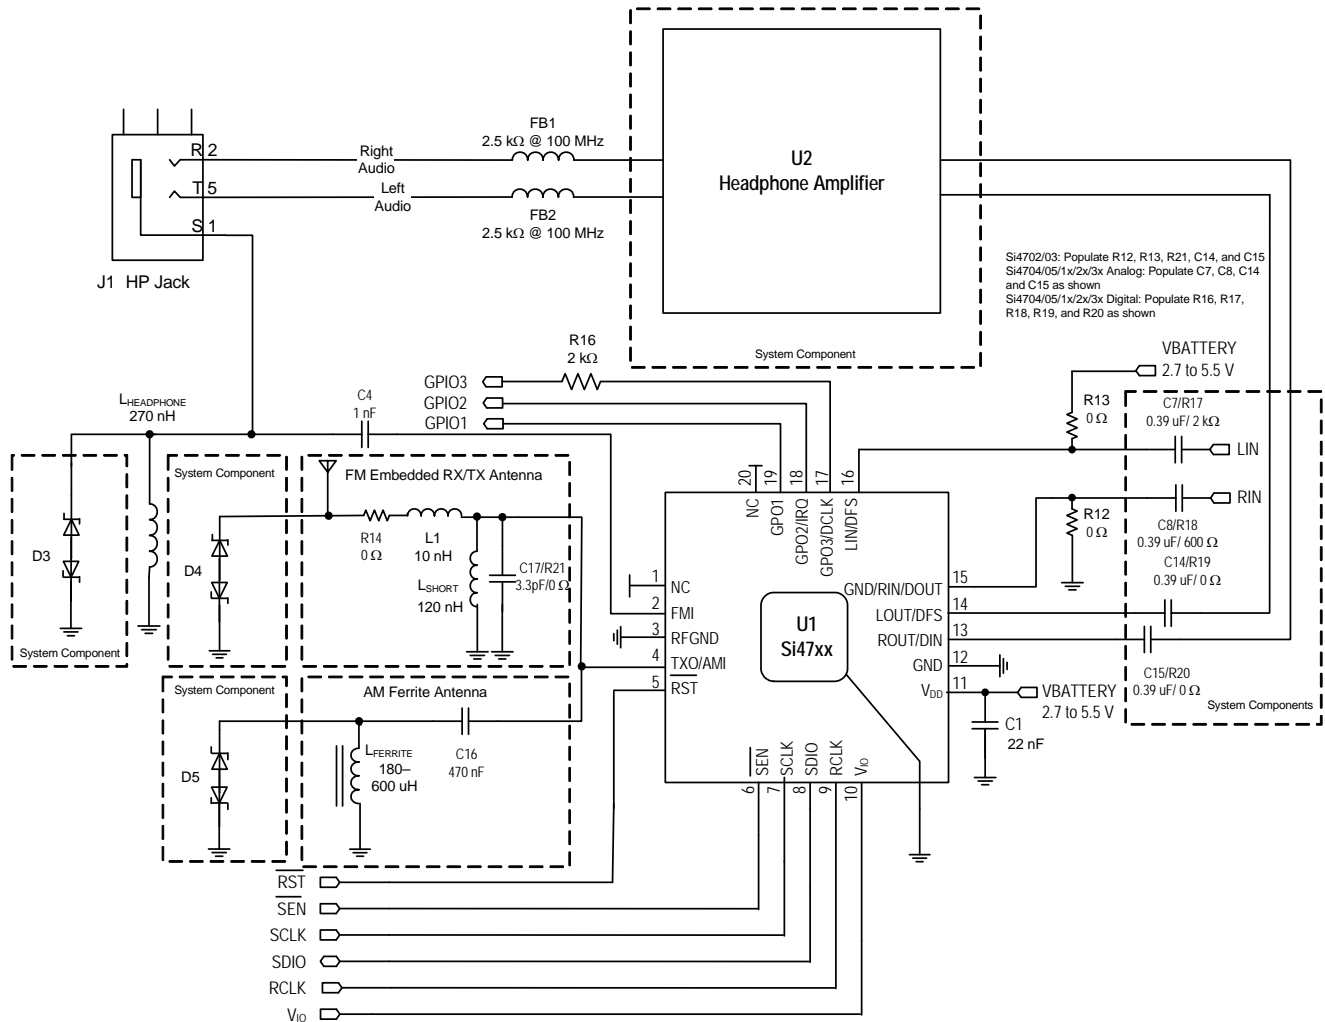 FB1
2.5 kΩ @ 100 MHz
U2
Headphone Amplifier
R 2
Right
Audio
T 5
Left
Audio
FB2
2.5 kΩ @ 100 MHz
S 1
J1 HP Jack
Si4702/03: Populate R12, R13, R21, C14, and C15
Si4704/05/1x/2x/3x Analog: Populate C7, C8, C14
and C15 as shown
Si4704/05/1x/2x/3x Digital: Populate R16, R17,
R18, R19, and R20 as shown
System Component
R16
2 kΩ
VBATTERY
2.7 to 5.5 V
GPIO3
GPIO2
GPIO1
LHEADPHONE
270 nH
C4
1 nF
R13
0 Ω
C7/R17
0.39 uF/ 2 kΩ
LIN
RIN
R12
0 Ω
C8/R18
0.39 uF/ 600 Ω
C14/R19
0.39 uF/ 0 Ω
C15/R20
0.39 uF/ 0 Ω
System Components
D3
System Component
System Component
D4
FM Embedded RX/TX Antenna
R14
0 Ω
L1
10 nH
LSHORT
120 nH
C17/R21
3.3pF/0 Ω
20
19
18
17
16
NC
GPO1
GPO2/IRQ
GPO3/DCLK
LIN/DFS
1
NC
2
FMI
3
RFGND
4
TXO/AMI
5
RST
U1
Si47xx
GND/RIN/DOUT
15
LOUT/DFS
14
ROUT/DIN
13
GND
12
VDD
11
VBATTERY
2.7 to 5.5 V
C1
22 nF
SEN
SCLK
SDIO
RCLK
VIO
6
7
8
9
10
System Component
D5
AM Ferrite Antenna
LFERRITE
180–
600 uH
C16
470 nF
RST
SEN
SCLK
SDIO
RCLK
VIO